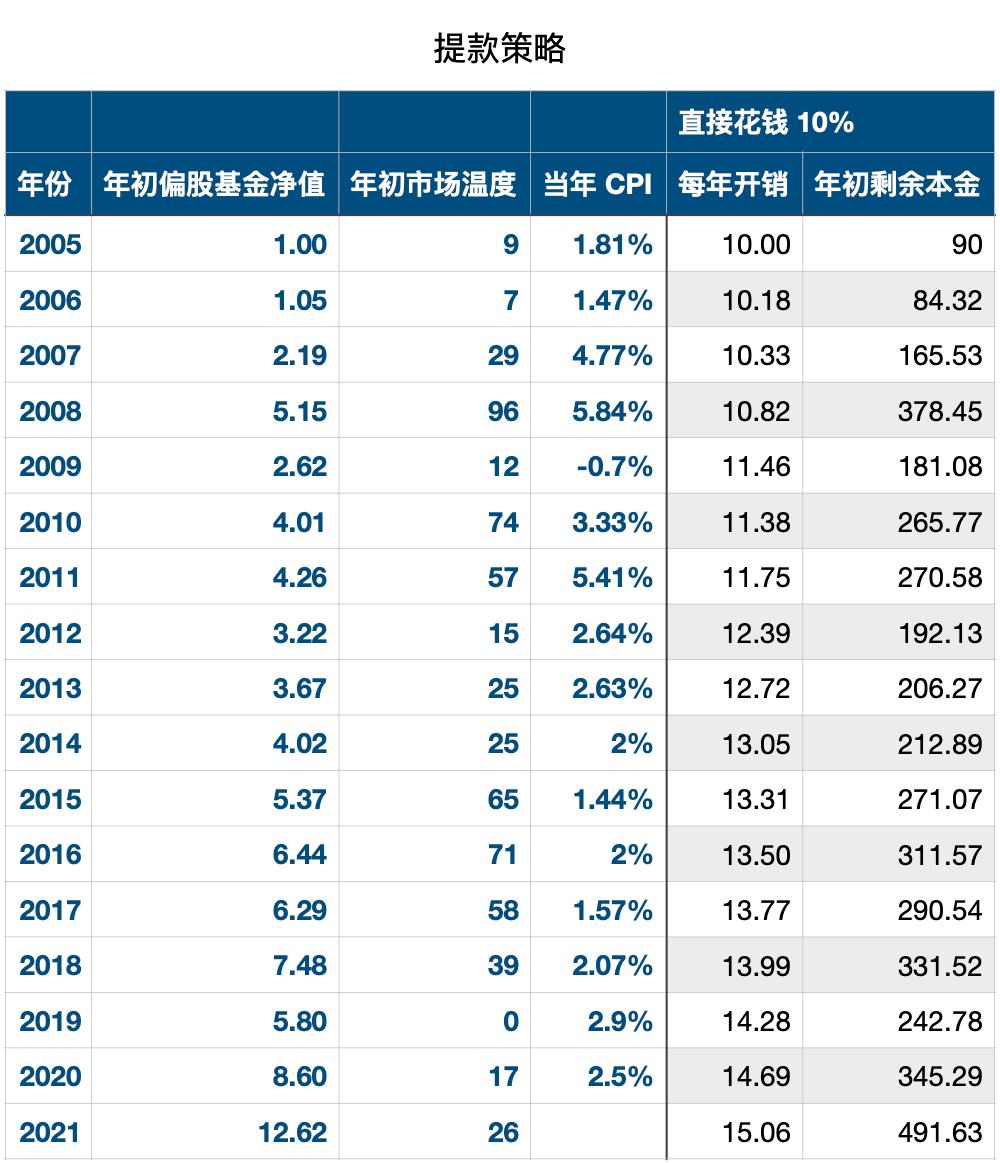 提款策略
直接花钱 10%
年份 年初偏股基金净值 年初市场温度 当年 CPI 每年开销 年初剩余本金
2005 1.00 9 1.81% 10.00 90
2006 1.05 7 1.47% 10.18 84.32
2007 2.19 29 4.77% 10.33 165.53
2008 5.15 96 5.84% 10.82 378.45
2009 2.62 12 -0.7% 11.46 181.08
2010 4.01 74 3.33% 11.38 265.77
2011 4.26 57 5.41% 11.75 270.58
2012 3.22 15 2.64% 12.39 192.13
2013 3.67 25 2.63% 12.72 206.27
2014 4.02 25 2% 13.05 212.89
2015 5.37 65 1.44% 13.31 271.07
2016 6.44 71 2% 13.50 311.57
2017 6.29 58 1.57% 13.77 290.54
2018 7.48 39 2.07% 13.99 331.52
2019 5.80 0 2.9% 14.28 242.78
2020 8.60 17 2.5% 14.69 345.29
2021 12.62 26 15.06 491.63